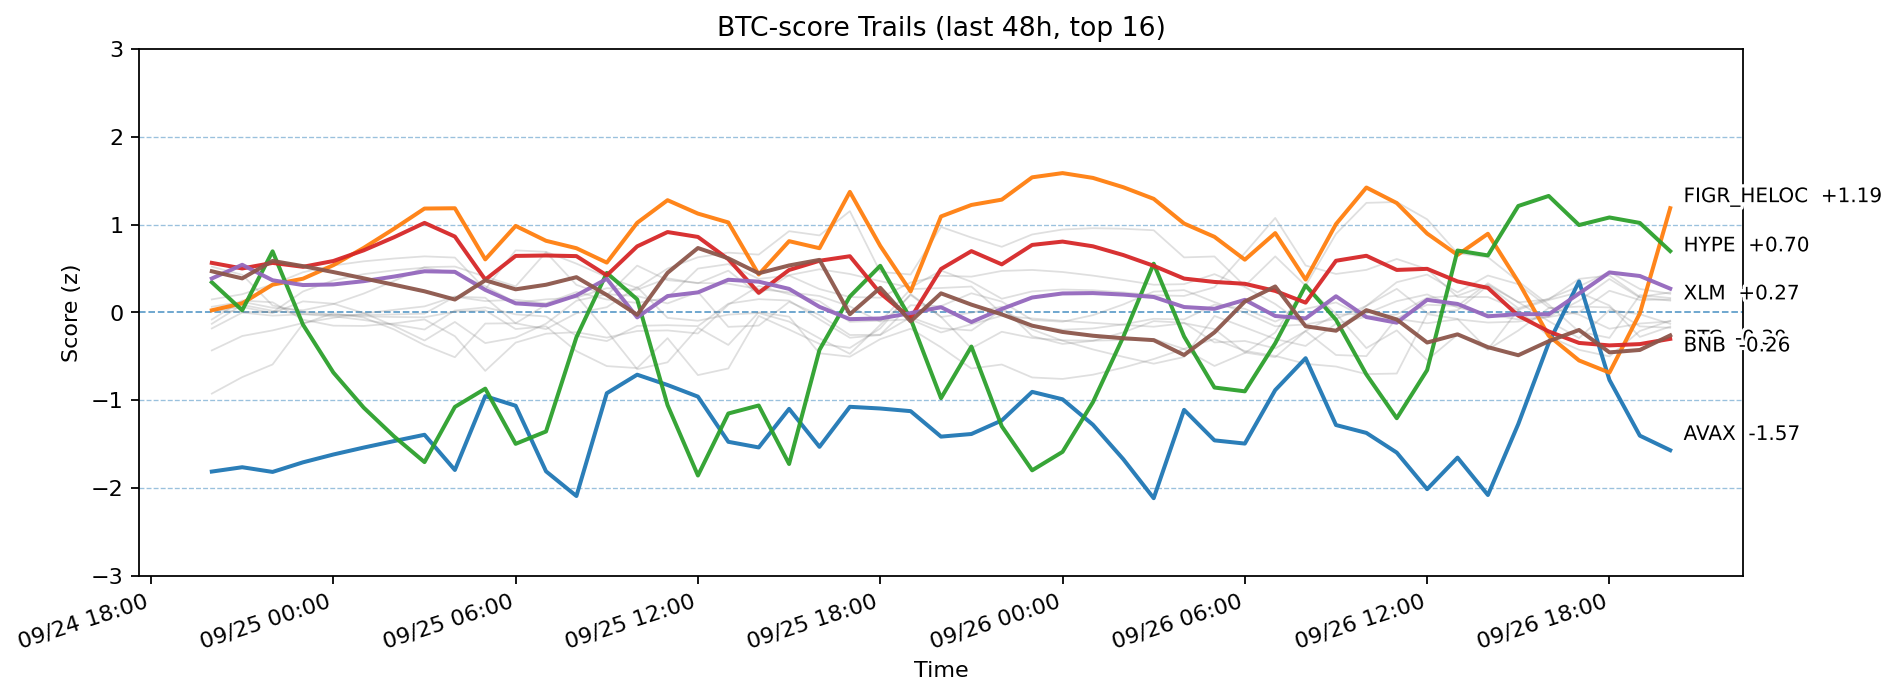 BTC-score Trails (last 48h, top 16)
Score (z)
3
2
1
0
−1
−2
−3
FIGR_HELOC +1.19
HYPE +0.70
XLM +0.27
BNB -0.26
AVAX -1.57
09/24 18:00
09/25 00:00
09/25 06:00
09/25 12:00
09/25 18:00
09/26 00:00
09/26 06:00
09/26 12:00
09/26 18:00
Time